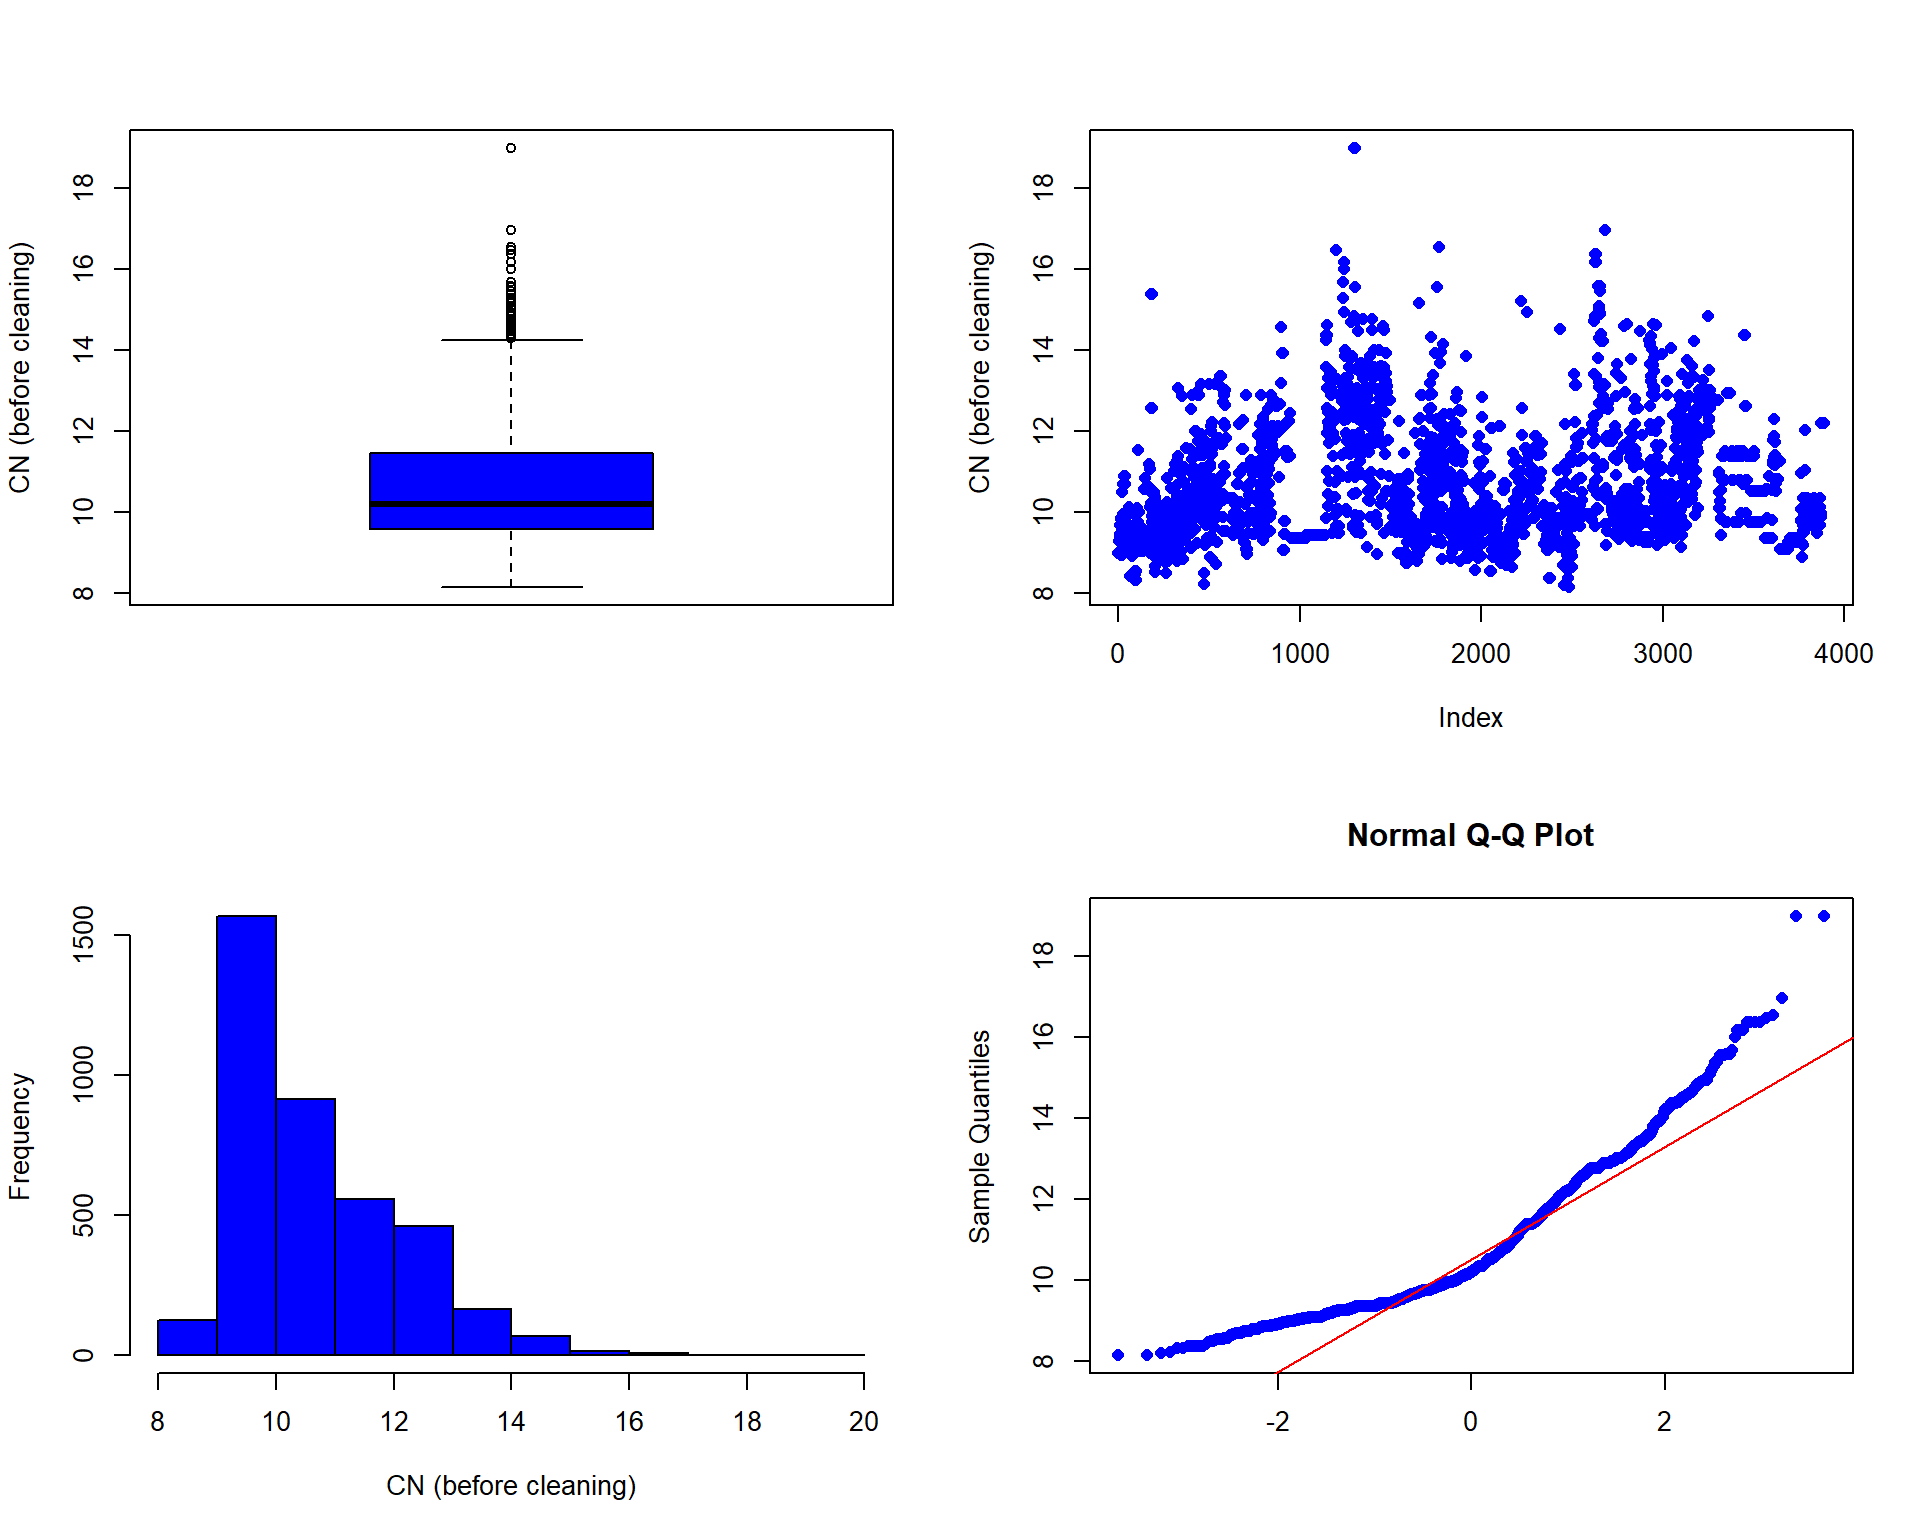 CN (before cleaning)
18
16
14
12
10
8
CN (before cleaning)
18
16
14
12
10
8
0 1000 2000 3000 4000
Index
Frequency
1500
1000
500
0
8 10 12 14 16 18 20
CN (before cleaning)
Normal Q-Q Plot
Sample Quantiles
18
16
14
12
10
8
-2 0 2